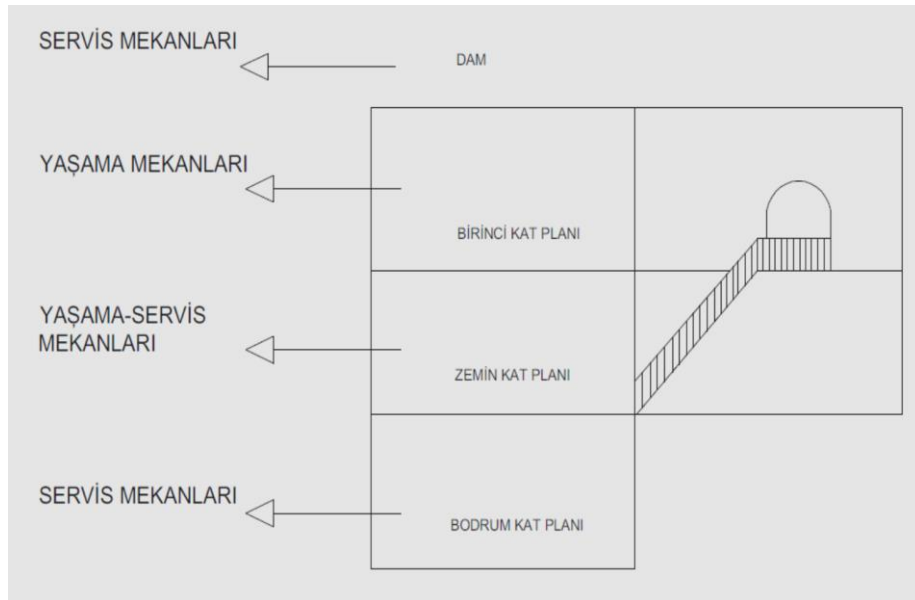 SERVİS MEKANLARI
DAM
YAŞAMA MEKANLARI
BİRİNCİ KAT PLANI
YAŞAMA-SERVİS
MEKANLARI
ZEMİN KAT PLANI
SERVİS MEKANLARI
BODRUM KAT PLANI